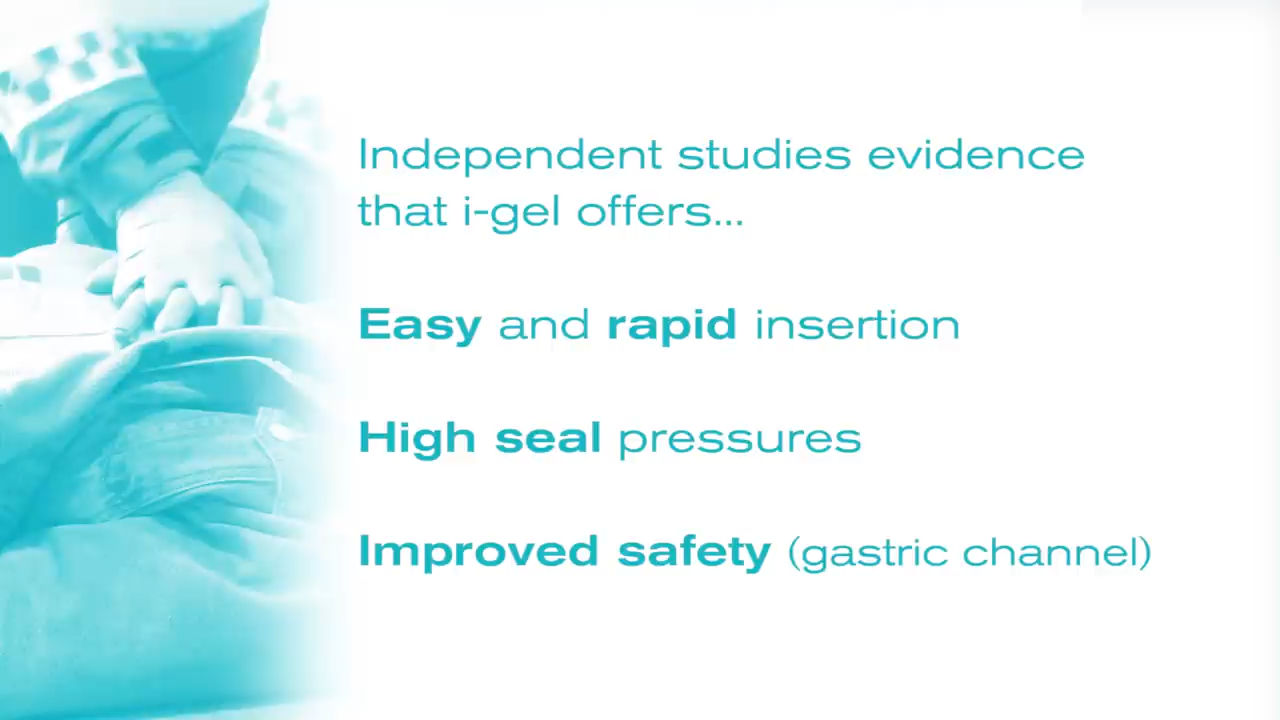 Independent studies evidence
that i-gel offers...
Easy and rapid insertion
High seal pressures
Improved safety (gastric channel)